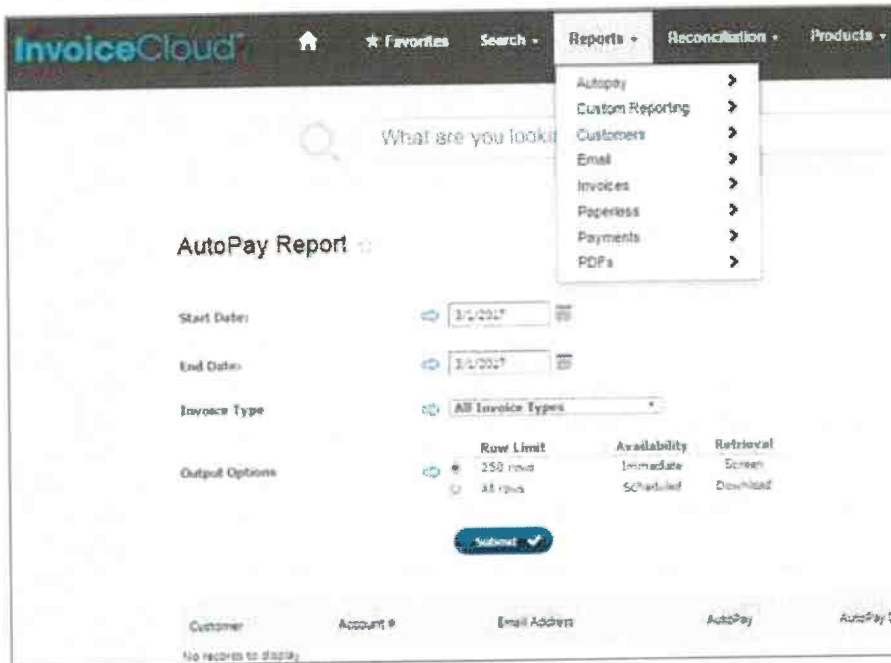 InvoiceCloud
★ Favorites Search Reports Reconciliation Products
What are you looki
Autopay
Custom Reporting
Customers
Email
Invoices
Paperless
Payments
PDFs
AutoPay Report
Start Date: 3/1/2017
End Date: 3/1/2017
Invoice Type All Invoice Types
Row Limit Availability Retrieval
Output Options 250 rows Immediate Screen
All rows Scheduled Download
Submit
Customer Account # Email Address AutoPay AutoPay
No records to display